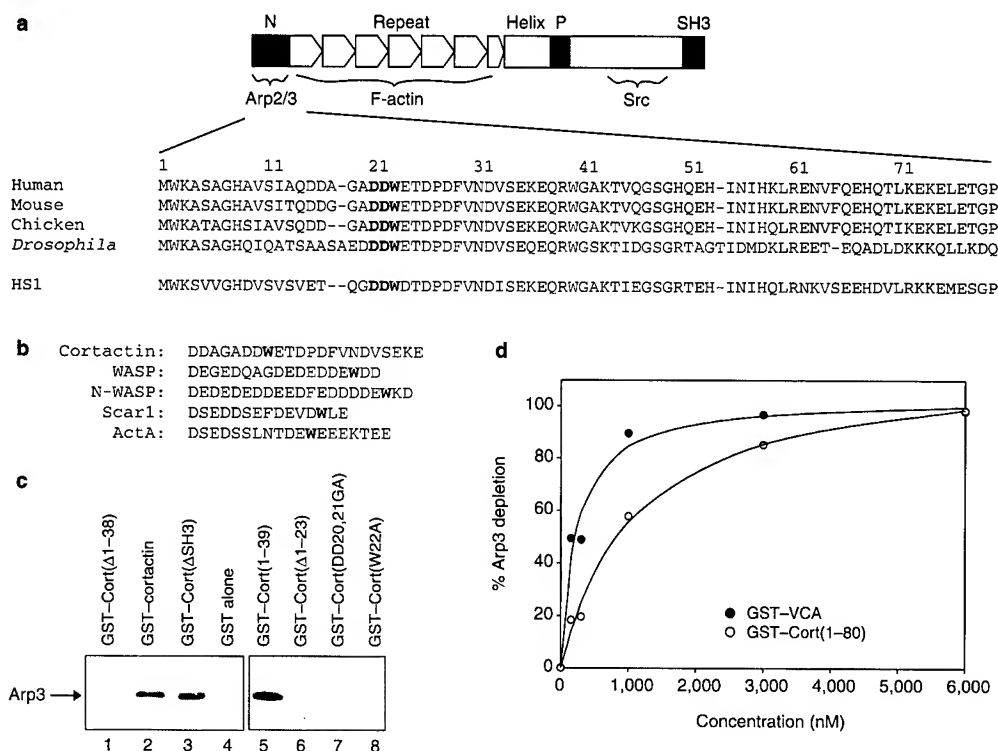 a
N Repeat Helix P SH3
Arp2/3 F-actin Src
1 11 21 31 41 51 61 71
Human MWKASAGHAVSIAQDDA-GADDWETDPDFVNDVSEKEQRWGAKTVQGSGHQEH-INIHKLRENVFQEHQTLKEKELETGP
Mouse MWKASAGHAVSITQDDG-GADDWETDPDFVNDVSEKEQRWGAKTVQGSGHQEH-INIHKLRENVFQEHQTLKEKELETGP
Chicken MWKATAGHSIAVSQDD--GADDWETDPDFVNDVSEKEQRWGAKTVKGSGHQEH-INIHQLRENVFQEHQTIKEKELETGP
Drosophila MWKASAGHQIQATSAASAEDDDWETDPDFVNDVSEQEQRWGSKTIDGSGRTAGTIDMDKLREET-EQADLDKKKQLLKDQ
HS1 MWKSVVGHDVSVSVET--QGDDWDTDPDFVNDISEKEQRWGAKTIEGSGRTEH-INIHQLRNKVSEEHDVLRKKEMESGP
b
Cortactin: DDAGADDWETDPDFVNDVSEKE
WASP: DEGEDQAGDEDEDDEWDD
N-WASP: DEDEDEDDEEDFEDDDDEWKD
Scar1: DSEDDSEFDEVDWLE
ActA: DSEDSSLNTDEWEEEKTEE
c
GST–Cort(Δ1–38)
GST–cortactin
GST–Cort(ΔSH3)
GST alone
GST–Cort(1–39)
GST–Cort(Δ1–23)
GST–Cort(DD20,21GA)
GST–Cort(W22A)
Arp3
1 2 3 4 5 6 7 8
d
% Arp3 depletion
100
80
60
40
20
0
GST–VCA
GST–Cort(1–80)
0 1,000 2,000 3,000 4,000 5,000 6,000
Concentration (nM)